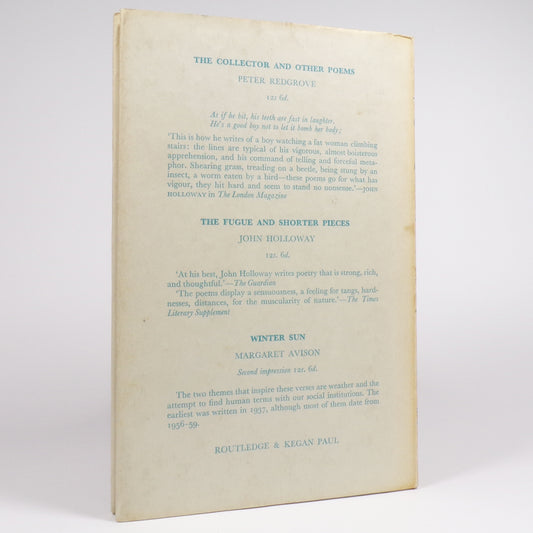 THE COLLECTOR AND OTHER POEMS
PETER REDGROVE
12s 6d.
As if he bit, his teeth are fast in laughter,
He's a good boy not to let it bomb her body;
'This is how he writes of a boy watching a fat woman climbing
stairs: the lines are typical of his vigorous, almost boisterous
apprehension, and his command of telling and forceful meta-
phor. Shearing grass, treading on a beetle, being stung by an
insect, a worm eaten by a bird—these poems go for what has
vigour, they hit hard and seem to stand no nonsense.'—JOHN
HOLLOWAY in The London Magazine
THE FUGUE AND SHORTER PIECES
JOHN HOLLOWAY
12s. 6d.
'At his best, John Holloway writes poetry that is strong, rich,
and thoughtful.'—The Guardian
'The poems display a sensuousness, a feeling for tangs, hard-
nesses, distances, for the muscularity of nature.'—The Times
Literary Supplement
WINTER SUN
MARGARET AVISON
Second impression 12s. 6d.
The two themes that inspire these verses are weather and the
attempt to find human terms with our social institutions. The
earliest was written in 1937, although most of them date from
1956-59.
ROUTLEDGE & KEGAN PAUL